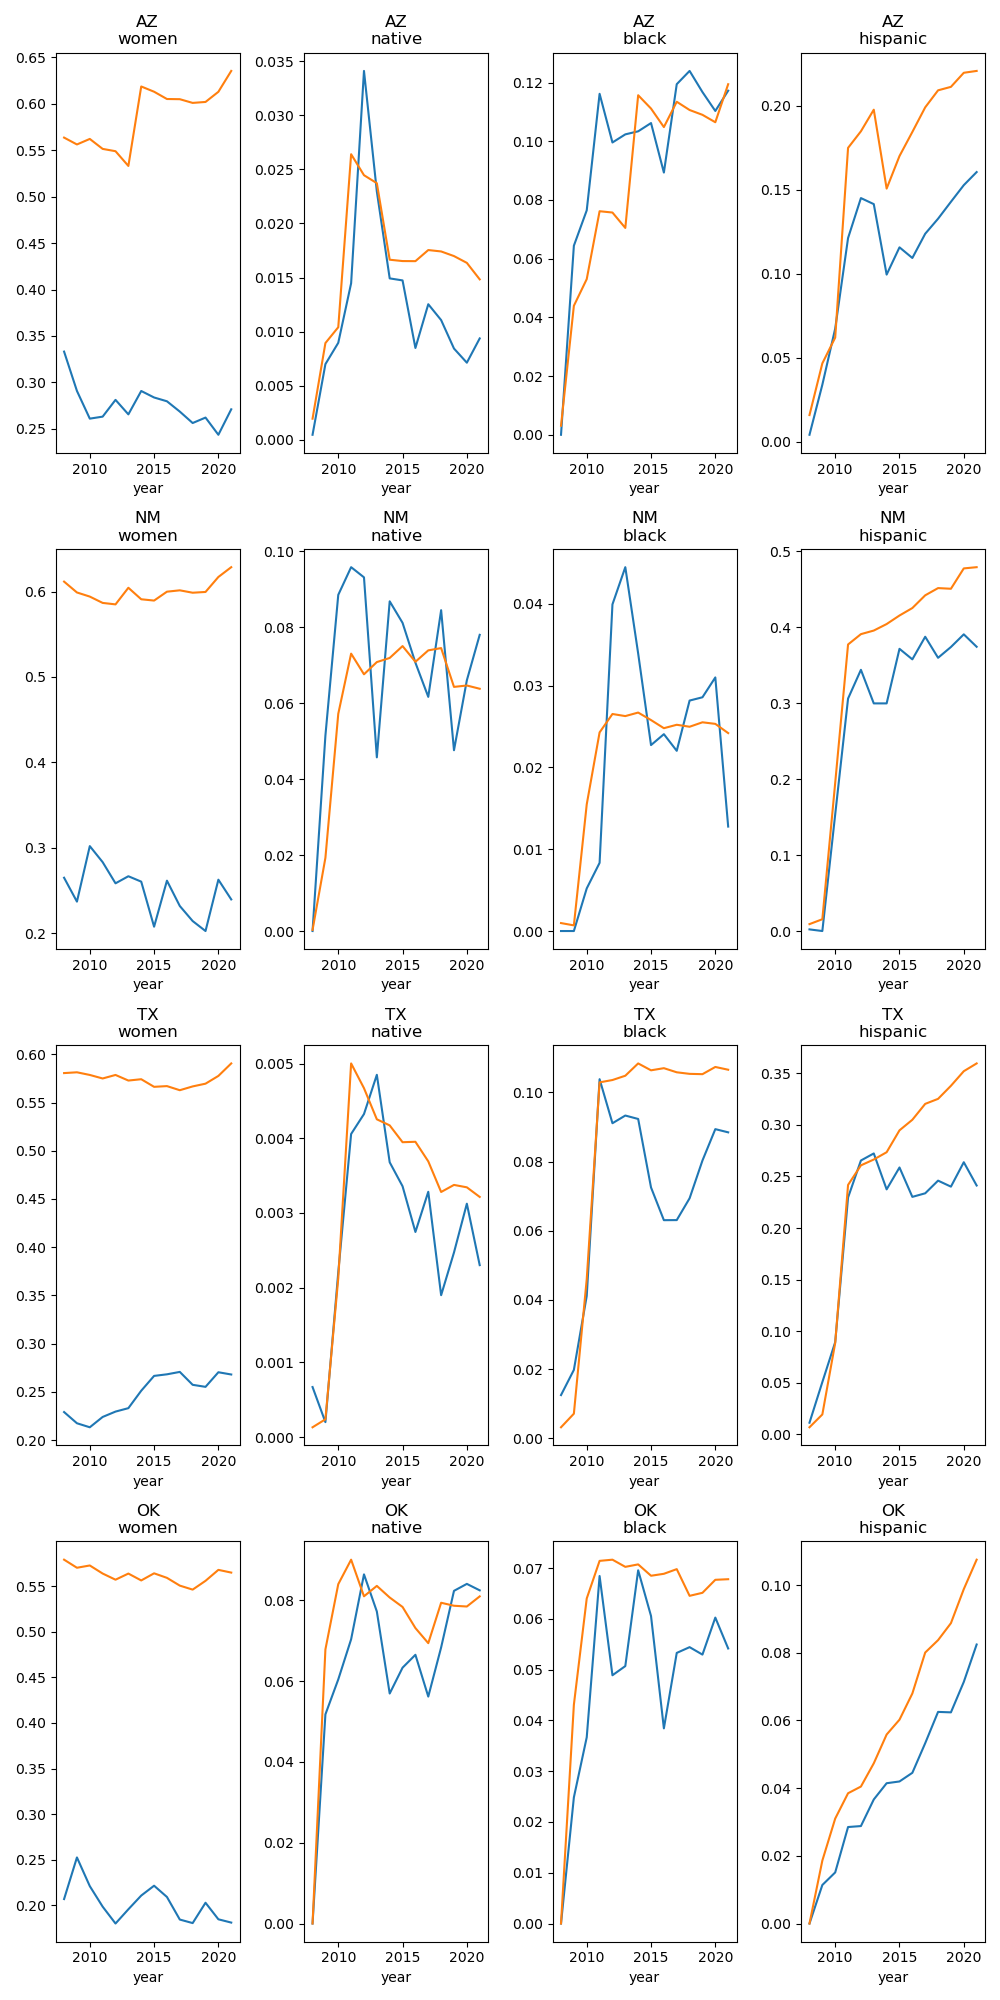 AZ
women
AZ
native
AZ
black
AZ
hispanic
0.65
0.60
0.55
0.50
0.45
0.40
0.35
0.30
0.25
0.035
0.030
0.025
0.020
0.015
0.010
0.005
0.000
0.12
0.10
0.08
0.06
0.04
0.02
0.00
0.20
0.15
0.10
0.05
0.00
2010 2015 2020
year
2010 2015 2020
year
2010 2015 2020
year
2010 2015 2020
year
NM
women
NM
native
NM
black
NM
hispanic
0.6
0.5
0.4
0.3
0.2
0.10
0.08
0.06
0.04
0.02
0.00
0.04
0.03
0.02
0.01
0.00
0.5
0.4
0.3
0.2
0.1
0.0
2010 2015 2020
year
2010 2015 2020
year
2010 2015 2020
year
2010 2015 2020
year
TX
women
TX
native
TX
black
TX
hispanic
0.60
0.55
0.50
0.45
0.40
0.35
0.30
0.25
0.20
0.005
0.004
0.003
0.002
0.001
0.000
0.10
0.08
0.06
0.04
0.02
0.00
0.35
0.30
0.25
0.20
0.15
0.10
0.05
0.00
2010 2015 2020
year
2010 2015 2020
year
2010 2015 2020
year
2010 2015 2020
year
OK
women
OK
native
OK
black
OK
hispanic
0.55
0.50
0.45
0.40
0.35
0.30
0.25
0.20
0.08
0.06
0.04
0.02
0.00
0.07
0.06
0.05
0.04
0.03
0.02
0.01
0.00
0.10
0.08
0.06
0.04
0.02
0.00
2010 2015 2020
year
2010 2015 2020
year
2010 2015 2020
year
2010 2015 2020
year